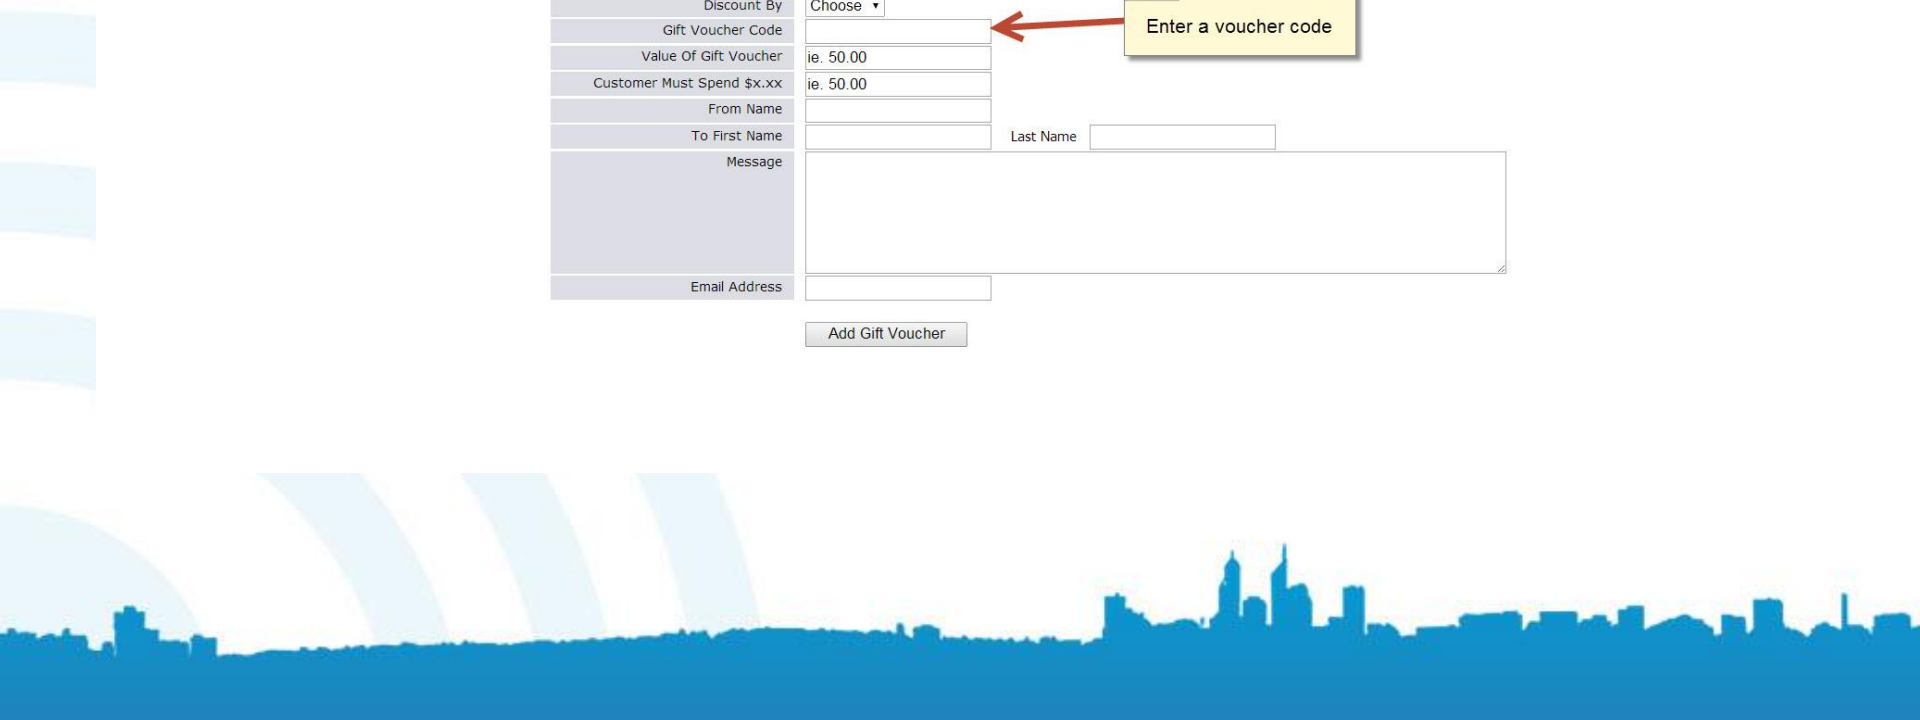 Discount By Choose
Gift Voucher Code
Enter a voucher code
Value Of Gift Voucher ie. 50.00
Customer Must Spend $x.xx ie. 50.00
From Name
To First Name Last Name
Message
Email Address
Add Gift Voucher